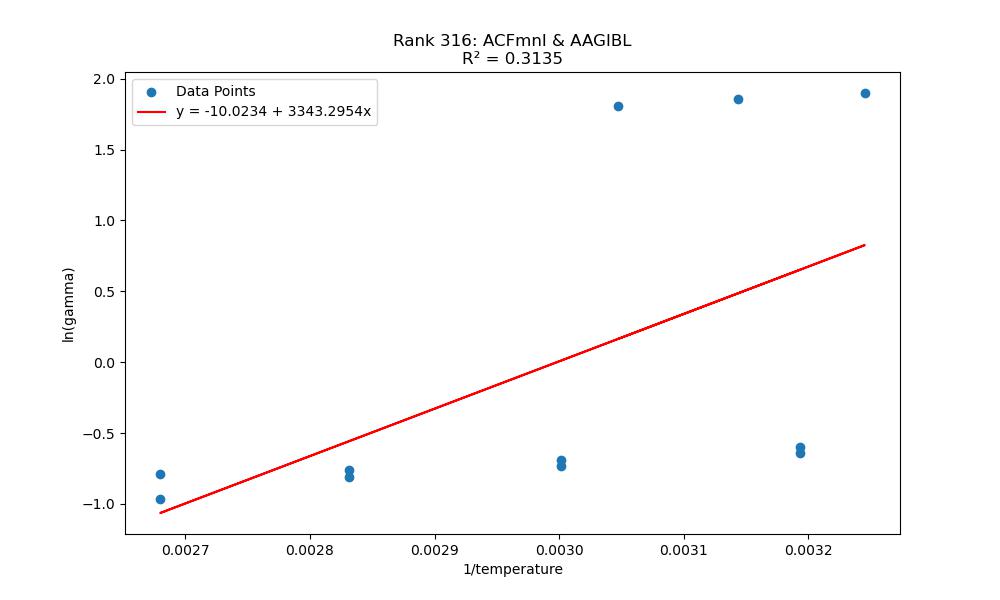 Rank 316: ACFmnI & AAGIBL
R² = 0.3135
Data Points
y = -10.0234 + 3343.2954x
2.0
1.5
1.0
0.5
0.0
−0.5
−1.0
ln(gamma)
0.0027
0.0028
0.0029
0.0030
0.0031
0.0032
1/temperature